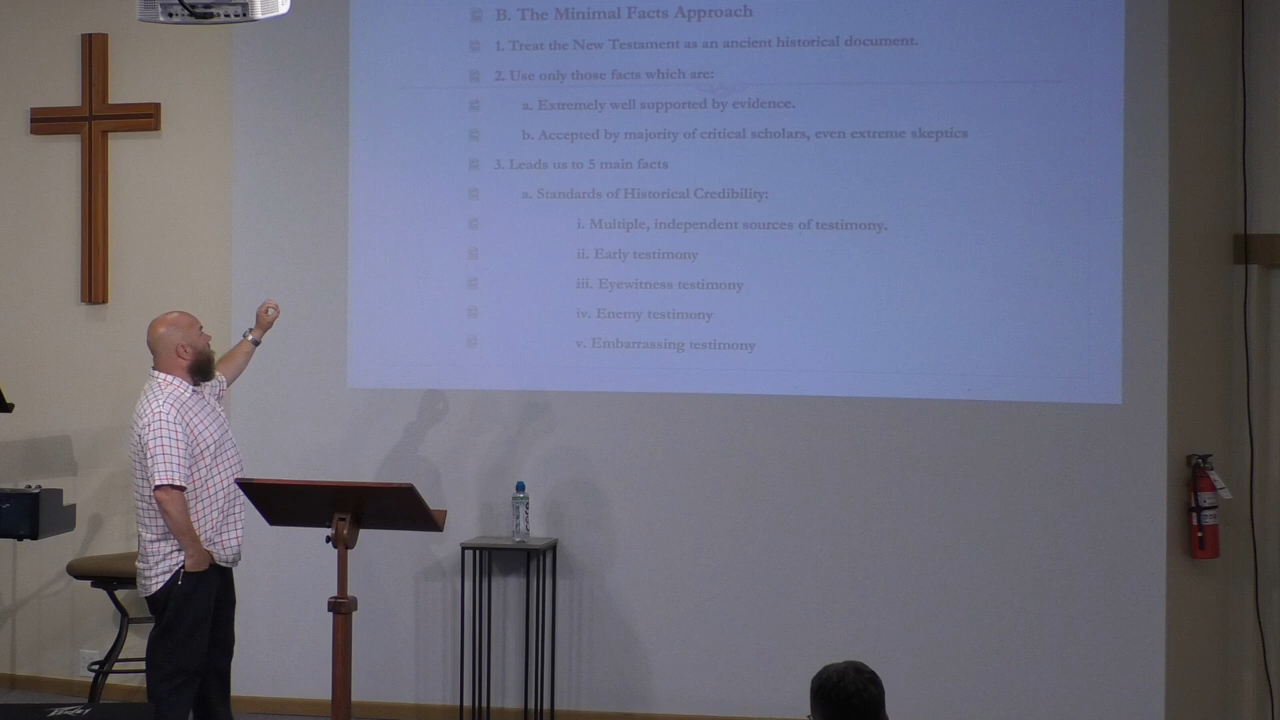 B. The Minimal Facts Approach
1. Treat the New Testament as an ancient historical document.
2. Use only those facts which are:
a. Extremely well supported by evidence.
b. Accepted by majority of critical scholars, even extreme skeptics
3. Leads us to 5 main facts
a. Standards of Historical Credibility:
i. Multiple, independent sources of testimony.
ii. Early testimony
iii. Eyewitness testimony
iv. Enemy testimony
v. Embarrassing testimony
Peavey